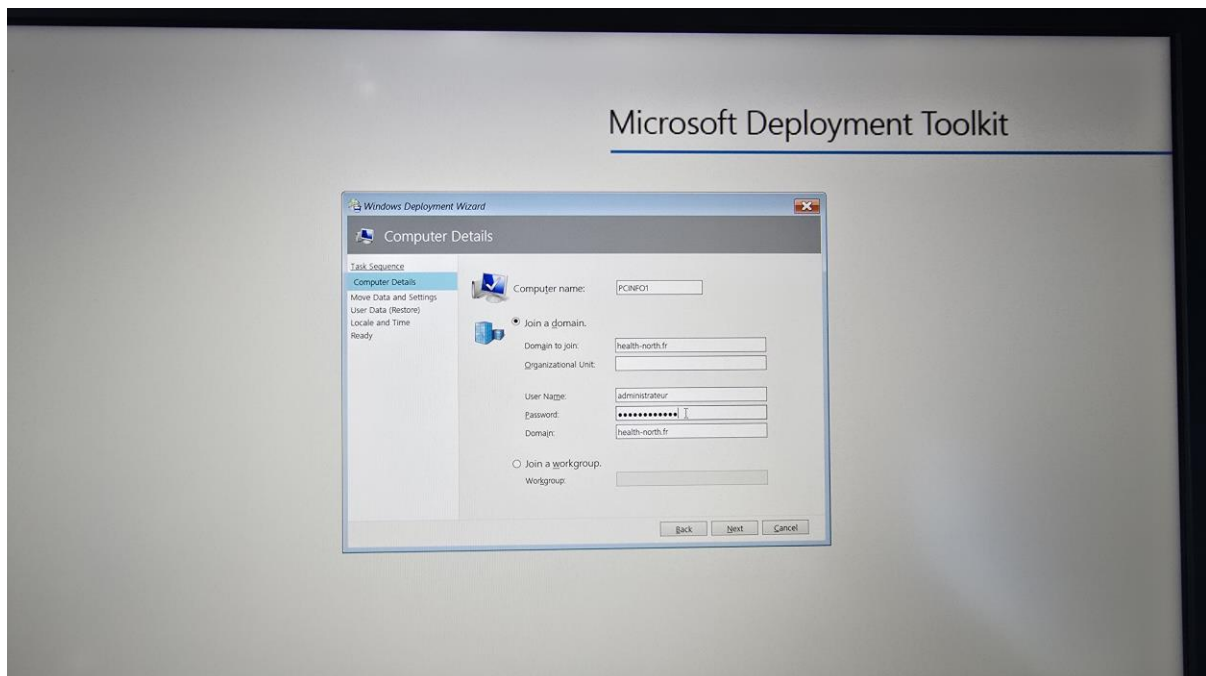 Microsoft Deployment Toolkit
Windows Deployment Wizard
Computer Details
Task Sequence
Computer Details
Move Data and Settings
User Data (Restore)
Locale and Time
Ready
Computer name: PCINFO1
Join a domain.
Domain to join: health-north.fr
Organizational Unit:
User Name: administrateur
Password: ••••••••••••
Domain: health-north.fr
Join a workgroup.
Workgroup:
Back Next Cancel